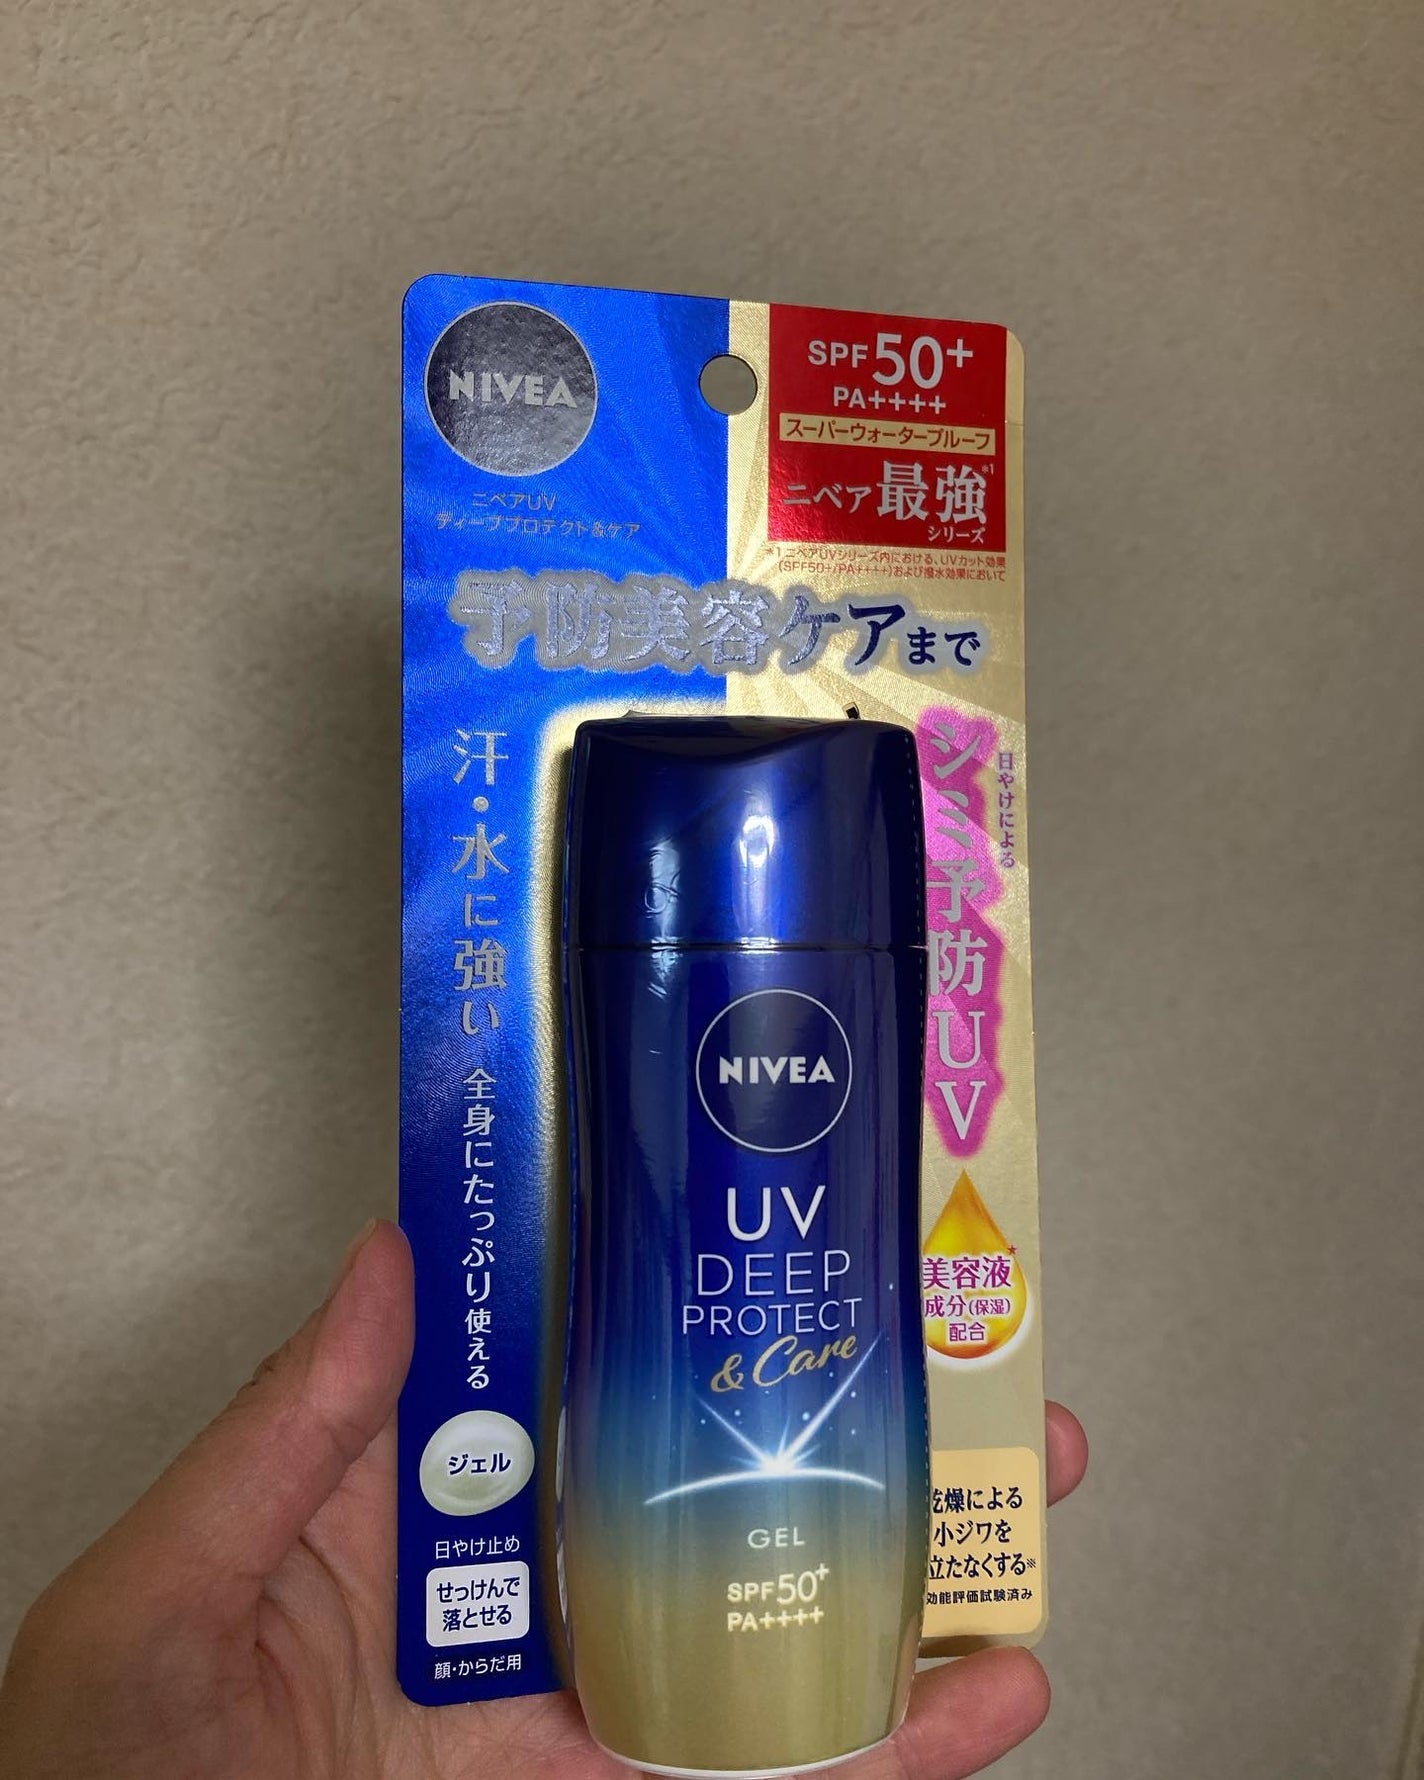 NIVEA
ニベアUV
ディーププロテクト&ケア
SPF50+
PA++++
スーパーウォータープルーフ
ニベア最強*1
シリーズ
*1 ニベアUVシリーズ内における、UVカット効果
(SPF50+/PA++++)および撥水効果において
予防美容ケアまで
汗・水に強い
全身にたっぷり使える
日やけによる
シミ予防UV
美容液*
成分(保湿)
配合
NIVEA
UV
DEEP
PROTECT
& Care
GEL
SPF50+
PA++++
ジェル
日やけ止め
せっけんで
落とせる
顔・からだ用
乾燥による
小ジワを
立たなくする※
効能評価試験済み